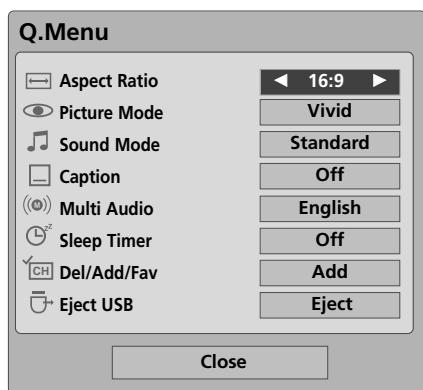 Q.Menu
Aspect Ratio ◀ 16:9 ▶
Picture Mode Vivid
Sound Mode Standard
Caption Off
Multi Audio English
Sleep Timer Off
Del/Add/Fav Add
Eject USB Eject
Close